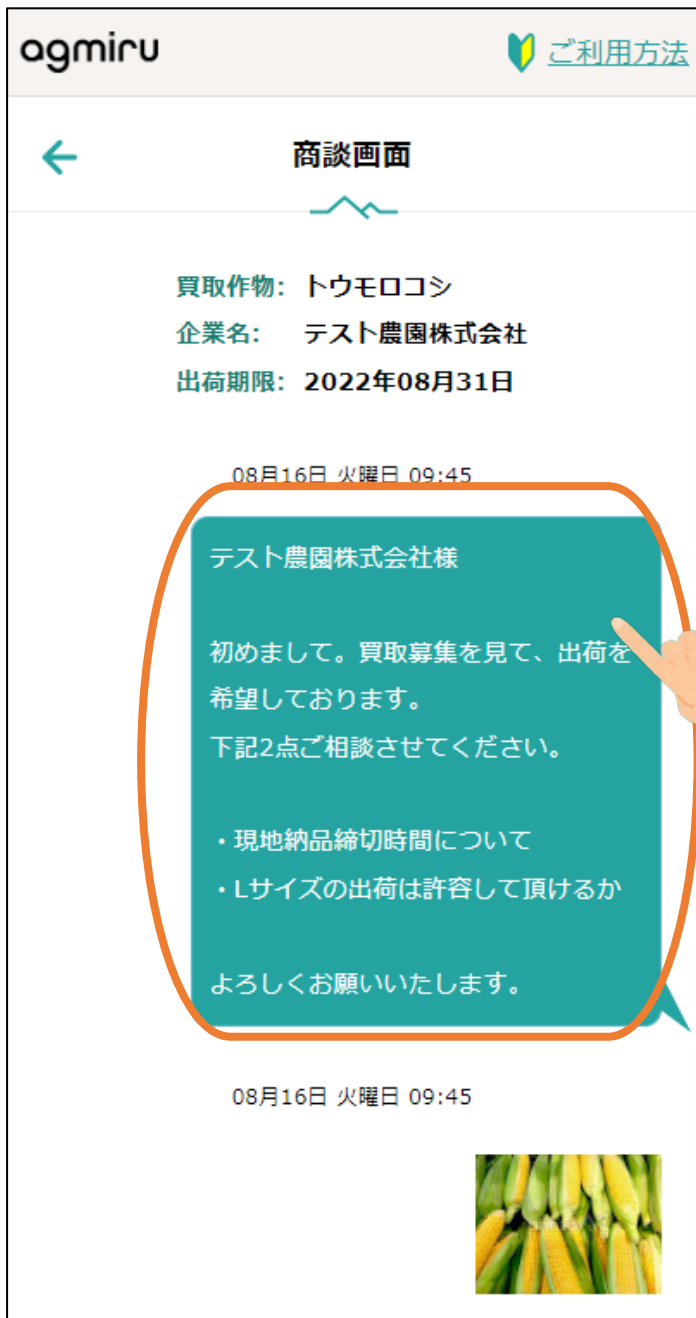 agmiru
ご利用方法
商談画面
買取作物: トウモロコシ
企業名: テスト農園株式会社
出荷期限: 2022年08月31日
08月16日 火曜日 09:45
テスト農園株式会社様
初めまして。買取募集を見て、出荷を
希望しております。
下記2点ご相談させてください。
・現地納品締切時間について
・Lサイズの出荷は許容して頂けるか
よろしくお願いいたします。
08月16日 火曜日 09:45